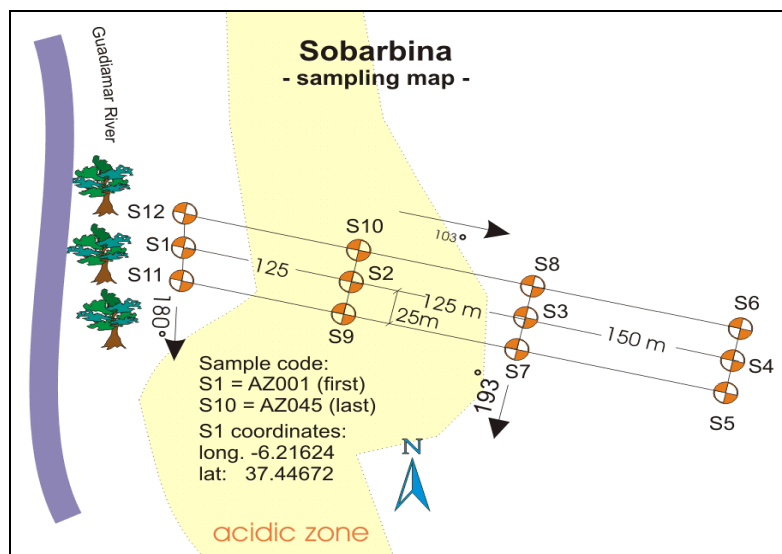 Sobarbina
- sampling map -
Guadiamar River
S12
S1
S11
S10
S2
S9
S8
S3
S7
S6
S4
S5
103°
125
125 m
25m
150 m
180°
193°
Sample code:
S1 = AZ001 (first)
S10 = AZ045 (last)
S1 coordinates:
long. -6.21624
lat: 37.44672
N
acidic zone